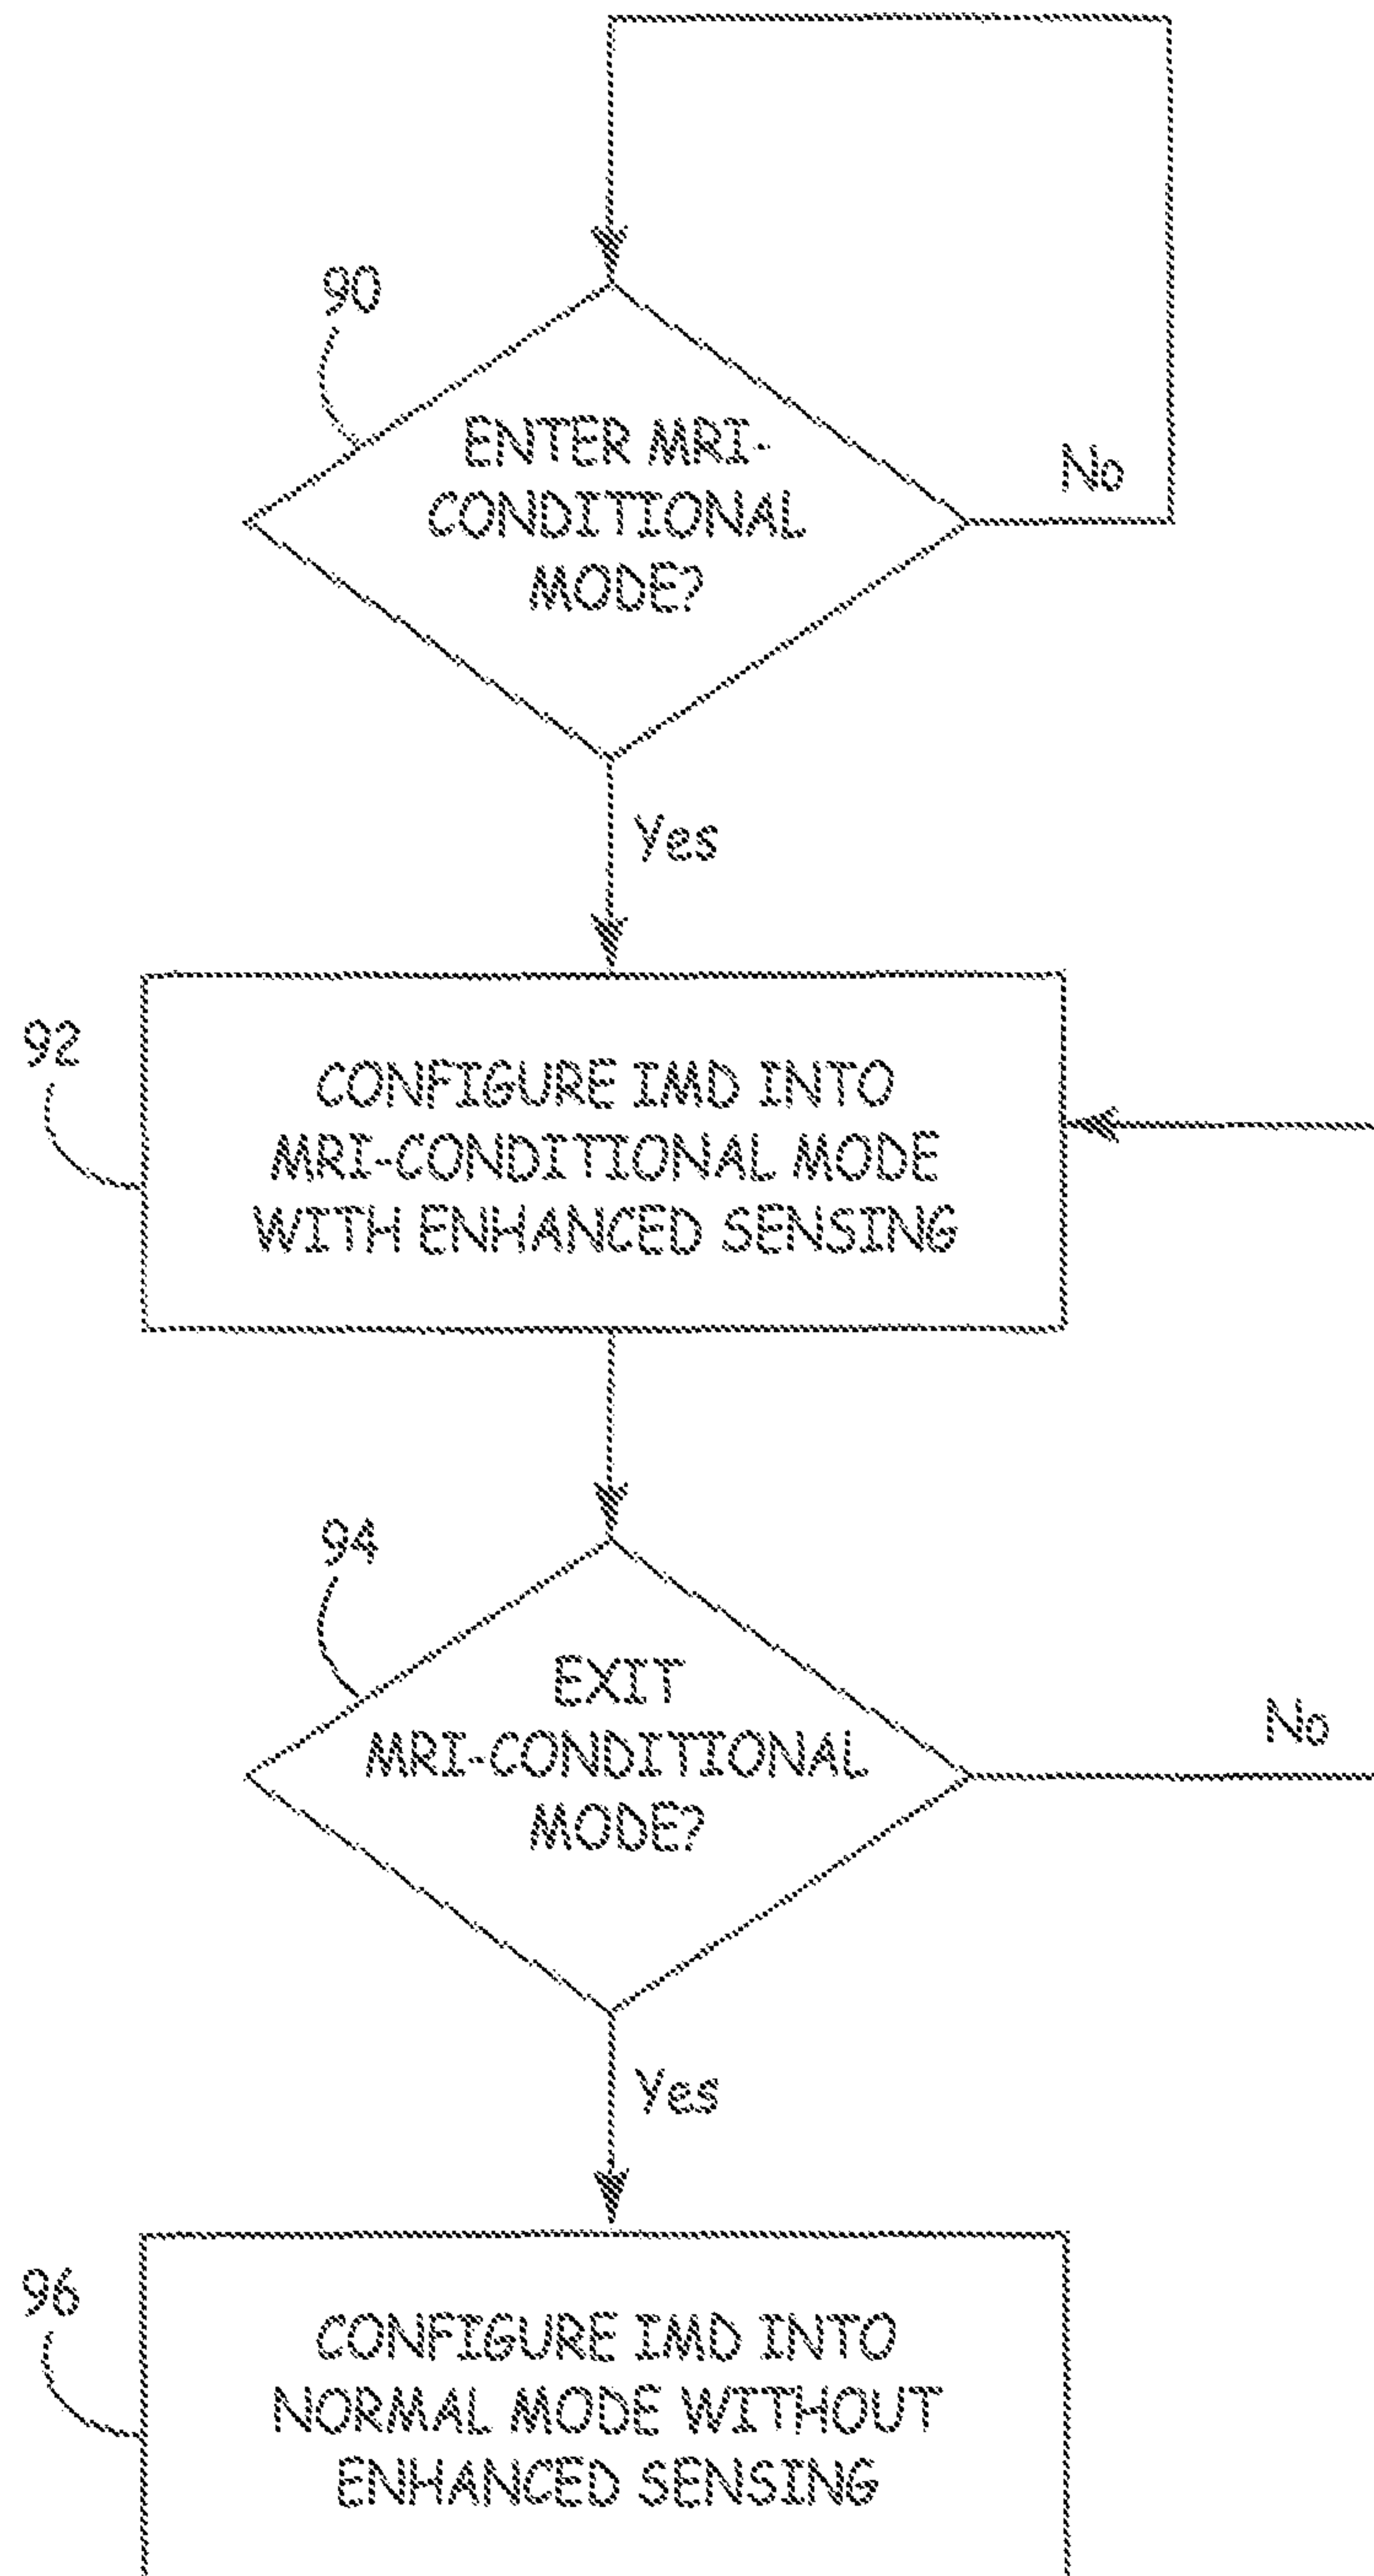 90
ENTER MRI-
CONDITIONAL
MODE?
No
Yes
92
CONFIGURE IMD INTO
MRI-CONDITIONAL MODE
WITH ENHANCED SENSING
94
EXIT
MRI-CONDITIONAL
MODE?
No
Yes
96
CONFIGURE IMD INTO
NORMAL MODE WITHOUT
ENHANCED SENSING